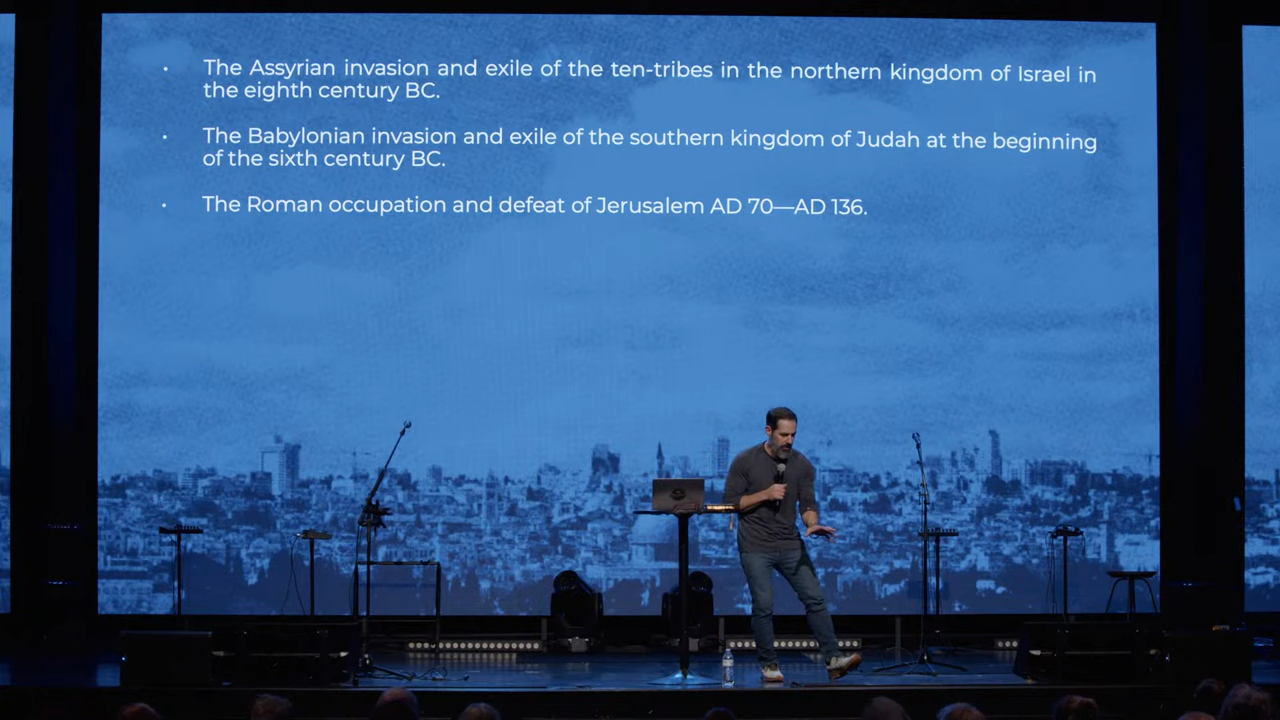 • The Assyrian invasion and exile of the ten-tribes in the northern kingdom of Israel in
the eighth century BC.
• The Babylonian invasion and exile of the southern kingdom of Judah at the beginning
of the sixth century BC.
• The Roman occupation and defeat of Jerusalem AD 70—AD 136.